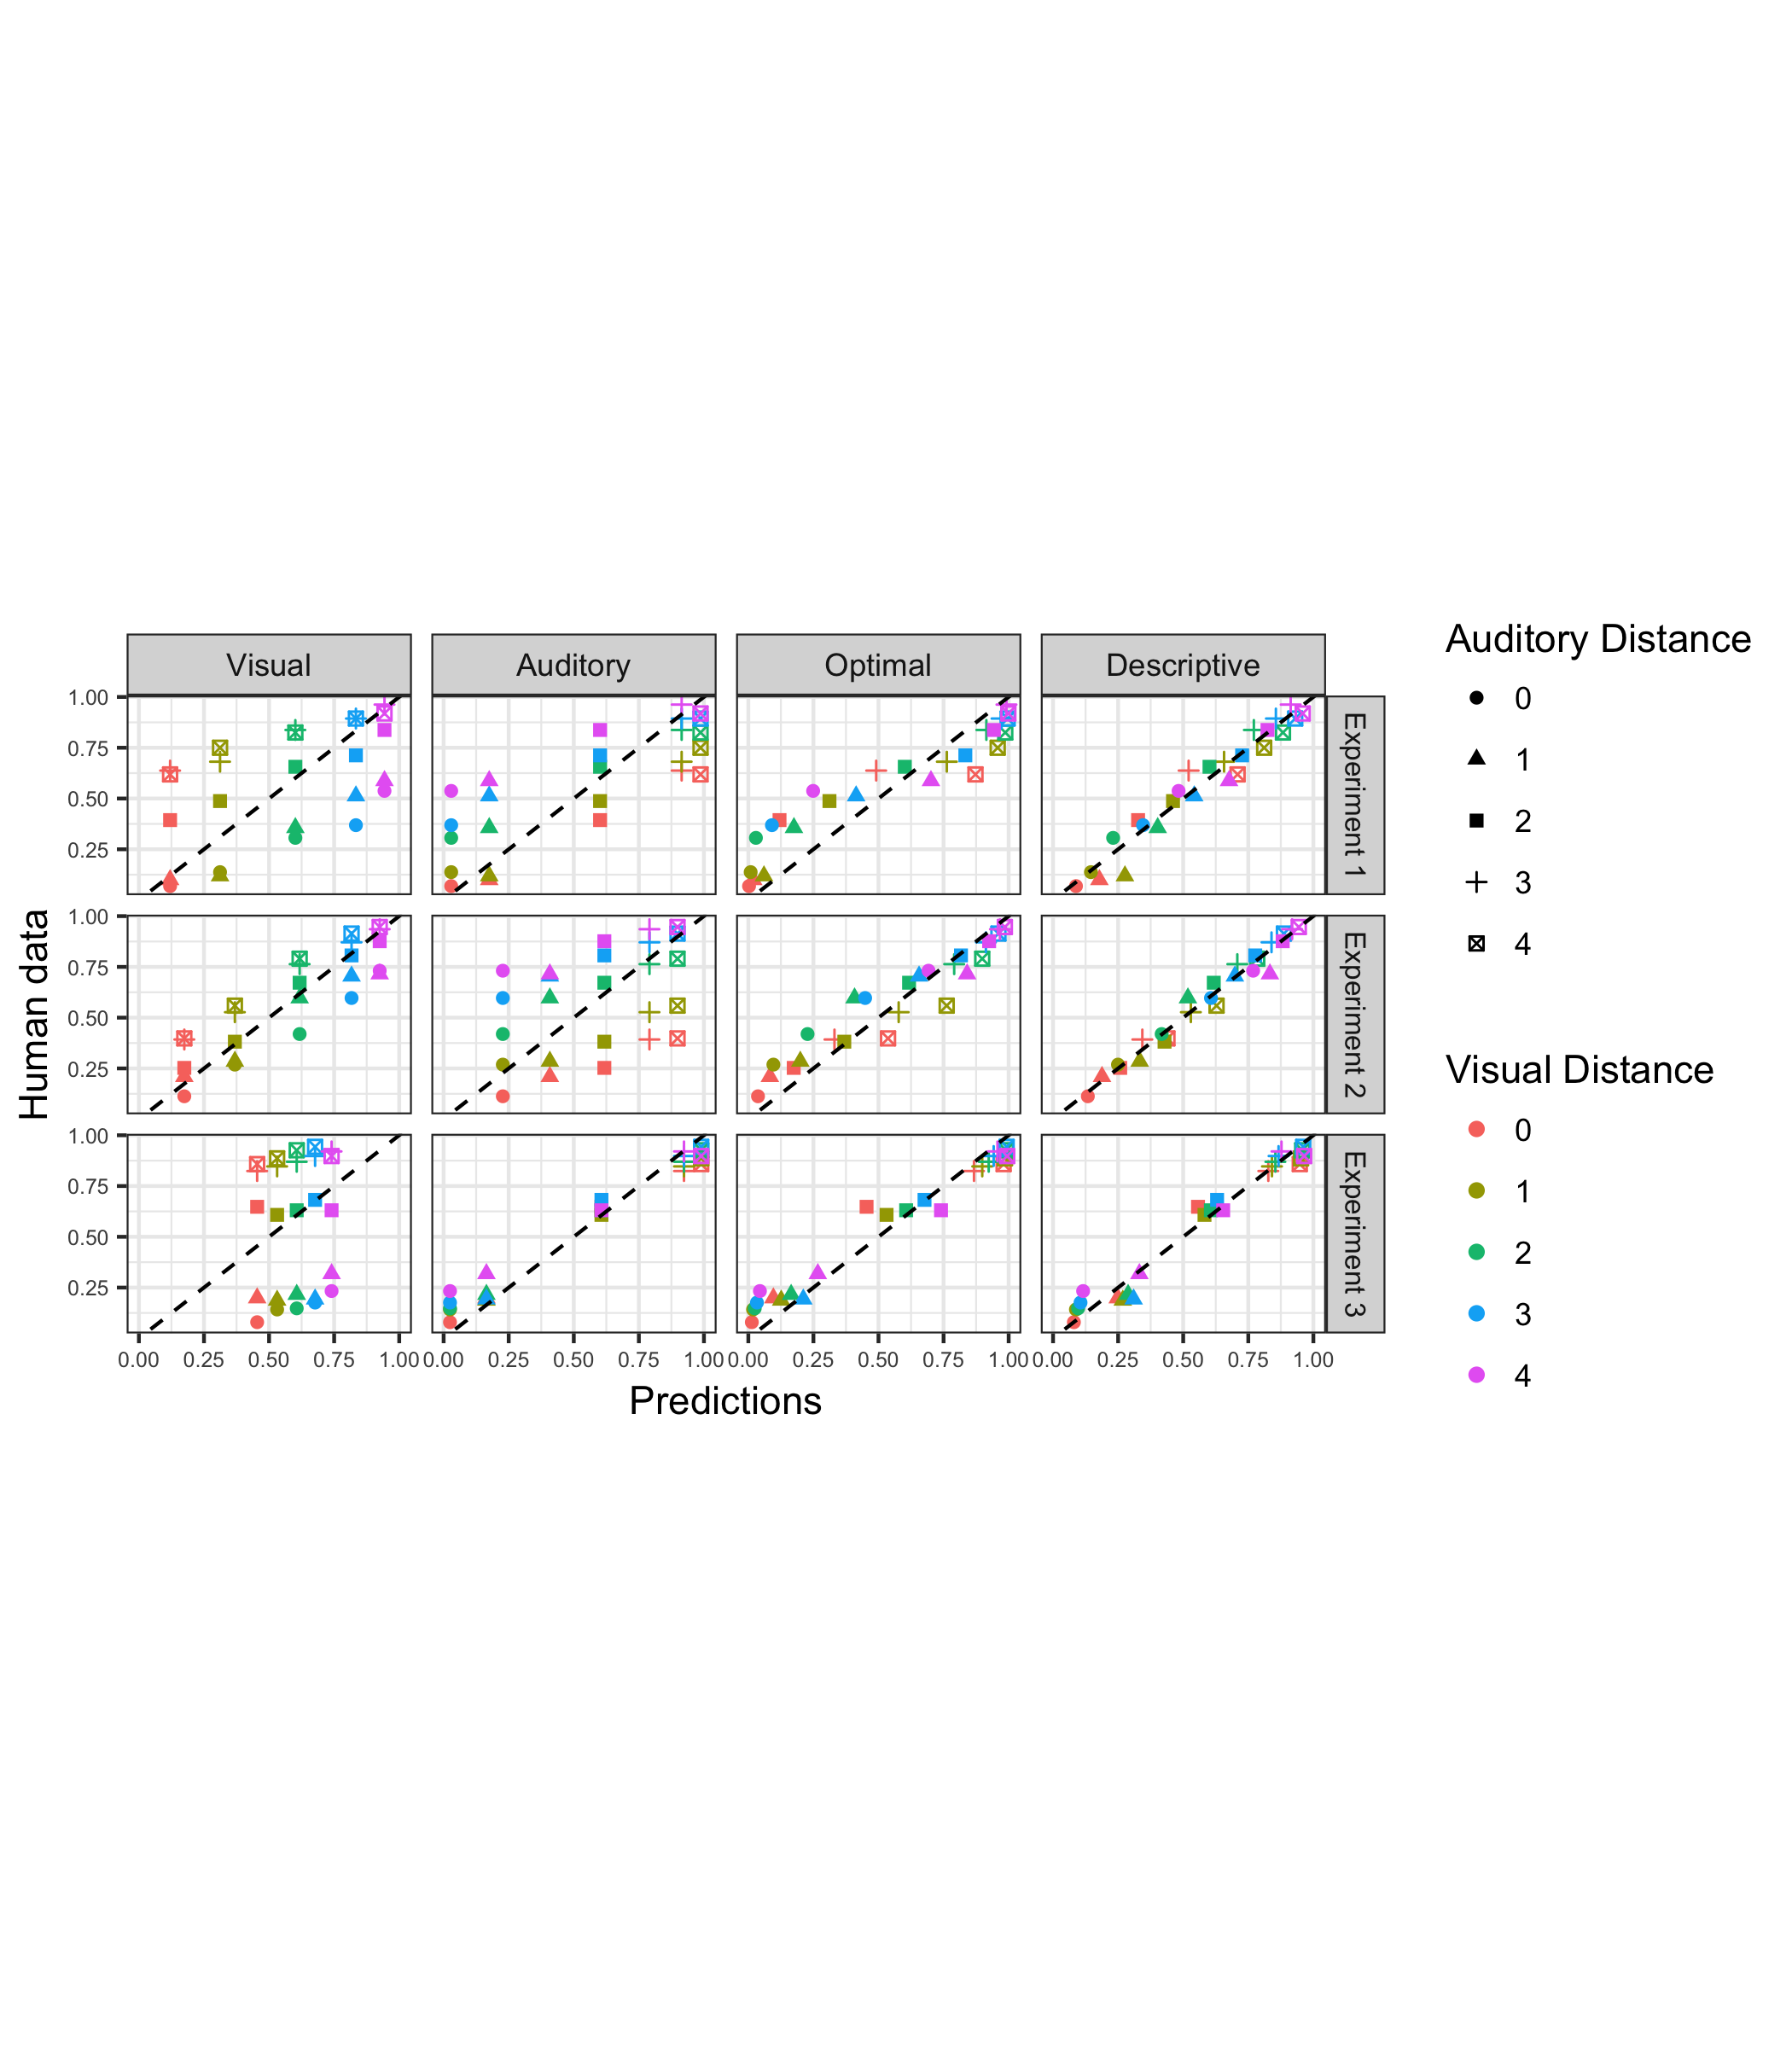 Visual
Auditory
Optimal
Descriptive
Human data
1.00
0.75
0.50
0.25
Experiment 1
1.00
0.75
0.50
0.25
Experiment 2
1.00
0.75
0.50
0.25
Experiment 3
0.00 0.25 0.50 0.75 1.00
0.00 0.25 0.50 0.75 1.00
0.00 0.25 0.50 0.75 1.00
0.00 0.25 0.50 0.75 1.00
Predictions
Auditory Distance
0
1
2
3
4
Visual Distance
0
1
2
3
4